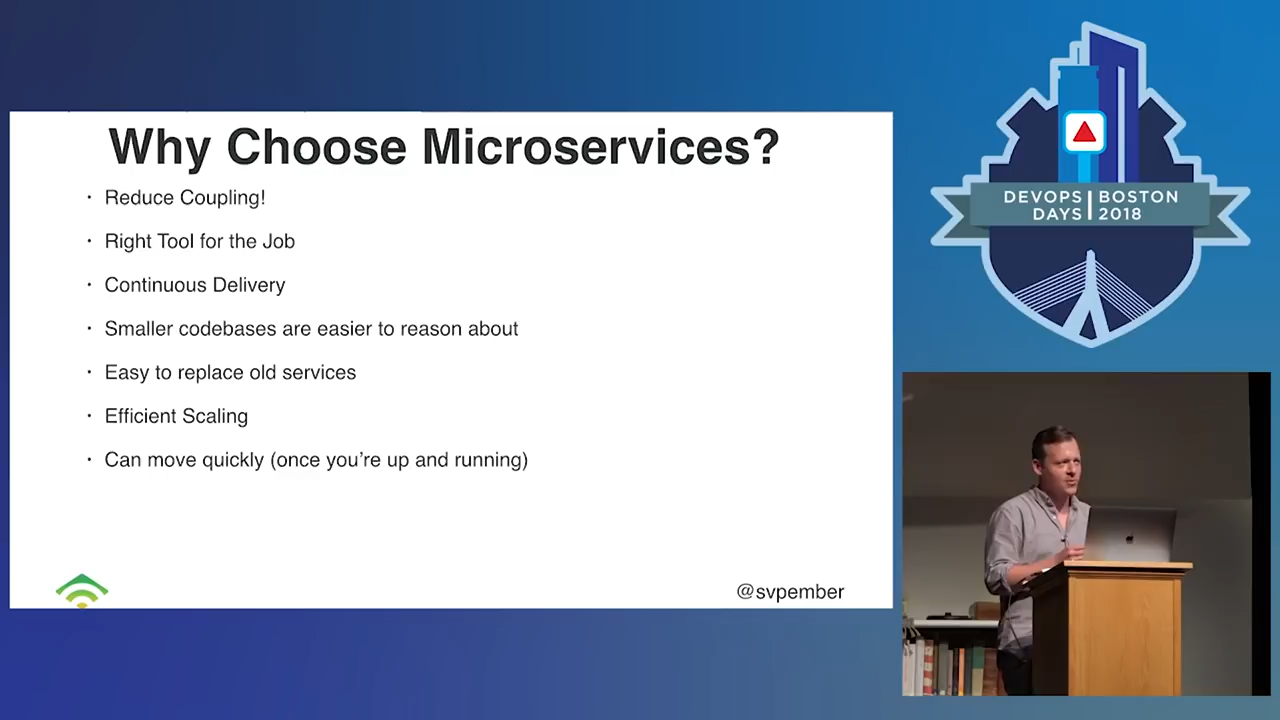 Why Choose Microservices?
· Reduce Coupling!
· Right Tool for the Job
· Continuous Delivery
· Smaller codebases are easier to reason about
· Easy to replace old services
· Efficient Scaling
· Can move quickly (once you’re up and running)
@svpember
DEVOPS | BOSTON
DAYS | 2018